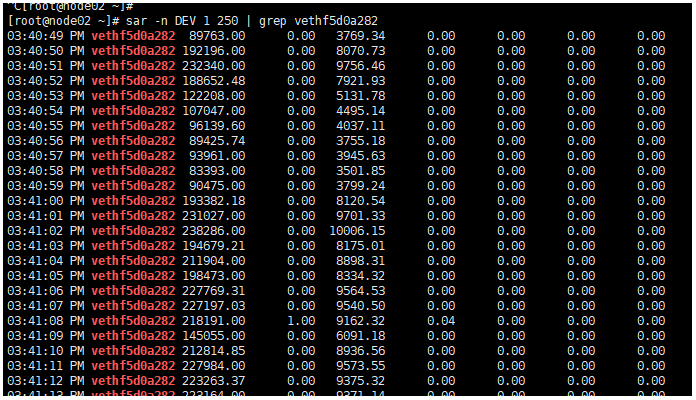 ^C[root@node02 ~]#
[root@node02 ~]# sar -n DEV 1 250 | grep vethf5d0a282
03:40:49 PM vethf5d0a282 89763.00 0.00 3769.34 0.00 0.00 0.00 0.00
03:40:50 PM vethf5d0a282 192196.00 0.00 8070.73 0.00 0.00 0.00 0.00
03:40:51 PM vethf5d0a282 232340.00 0.00 9756.46 0.00 0.00 0.00 0.00
03:40:52 PM vethf5d0a282 188652.48 0.00 7921.93 0.00 0.00 0.00 0.00
03:40:53 PM vethf5d0a282 122208.00 0.00 5131.78 0.00 0.00 0.00 0.00
03:40:54 PM vethf5d0a282 107047.00 0.00 4495.14 0.00 0.00 0.00 0.00
03:40:55 PM vethf5d0a282 96139.60 0.00 4037.11 0.00 0.00 0.00 0.00
03:40:56 PM vethf5d0a282 89425.74 0.00 3755.18 0.00 0.00 0.00 0.00
03:40:57 PM vethf5d0a282 93961.00 0.00 3945.63 0.00 0.00 0.00 0.00
03:40:58 PM vethf5d0a282 83393.00 0.00 3501.85 0.00 0.00 0.00 0.00
03:40:59 PM vethf5d0a282 90475.00 0.00 3799.24 0.00 0.00 0.00 0.00
03:41:00 PM vethf5d0a282 193382.18 0.00 8120.54 0.00 0.00 0.00 0.00
03:41:01 PM vethf5d0a282 231027.00 0.00 9701.33 0.00 0.00 0.00 0.00
03:41:02 PM vethf5d0a282 238286.00 0.00 10006.15 0.00 0.00 0.00 0.00
03:41:03 PM vethf5d0a282 194679.21 0.00 8175.01 0.00 0.00 0.00 0.00
03:41:04 PM vethf5d0a282 211904.00 0.00 8898.31 0.00 0.00 0.00 0.00
03:41:05 PM vethf5d0a282 198473.00 0.00 8334.32 0.00 0.00 0.00 0.00
03:41:06 PM vethf5d0a282 227769.31 0.00 9564.53 0.00 0.00 0.00 0.00
03:41:07 PM vethf5d0a282 227197.03 0.00 9540.50 0.00 0.00 0.00 0.00
03:41:08 PM vethf5d0a282 218191.00 1.00 9162.32 0.04 0.00 0.00 0.00
03:41:09 PM vethf5d0a282 145055.00 0.00 6091.18 0.00 0.00 0.00 0.00
03:41:10 PM vethf5d0a282 212814.85 0.00 8936.56 0.00 0.00 0.00 0.00
03:41:11 PM vethf5d0a282 227984.00 0.00 9573.55 0.00 0.00 0.00 0.00
03:41:12 PM vethf5d0a282 223263.37 0.00 9375.32 0.00 0.00 0.00 0.00
03:41:13 PM vethf5d0a282 223164.00 0.00 9371.14 0.00 0.00 0.00 0.00